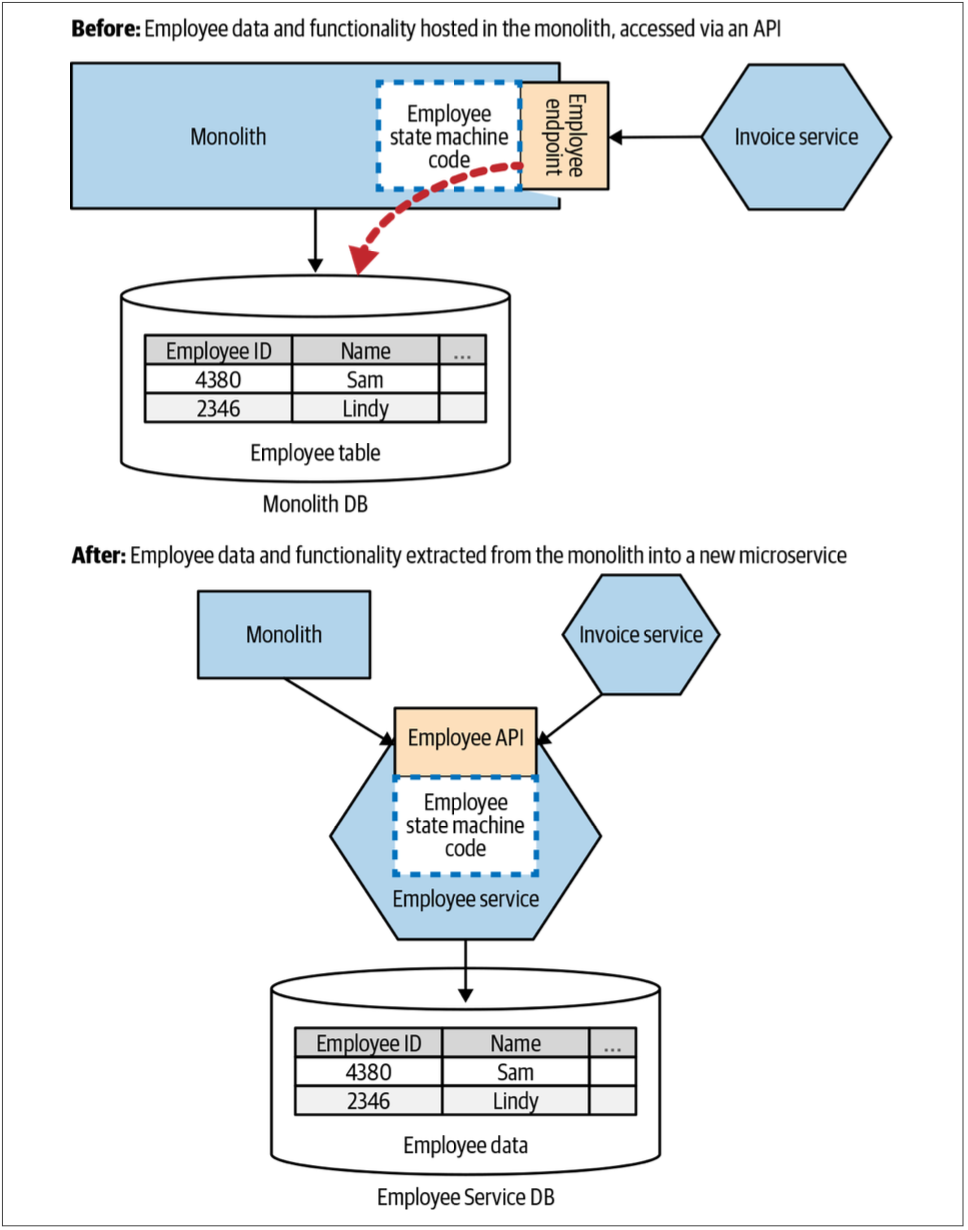 Before: Employee data and functionality hosted in the monolith, accessed via an API
Monolith
Employee
state machine
code
Employee
endpoint
Invoice service
Employee ID Name ...
4380 Sam
2346 Lindy
Employee table
Monolith DB
After: Employee data and functionality extracted from the monolith into a new microservice
Monolith
Invoice service
Employee API
Employee
state machine
code
Employee service
Employee ID Name ...
4380 Sam
2346 Lindy
Employee data
Employee Service DB